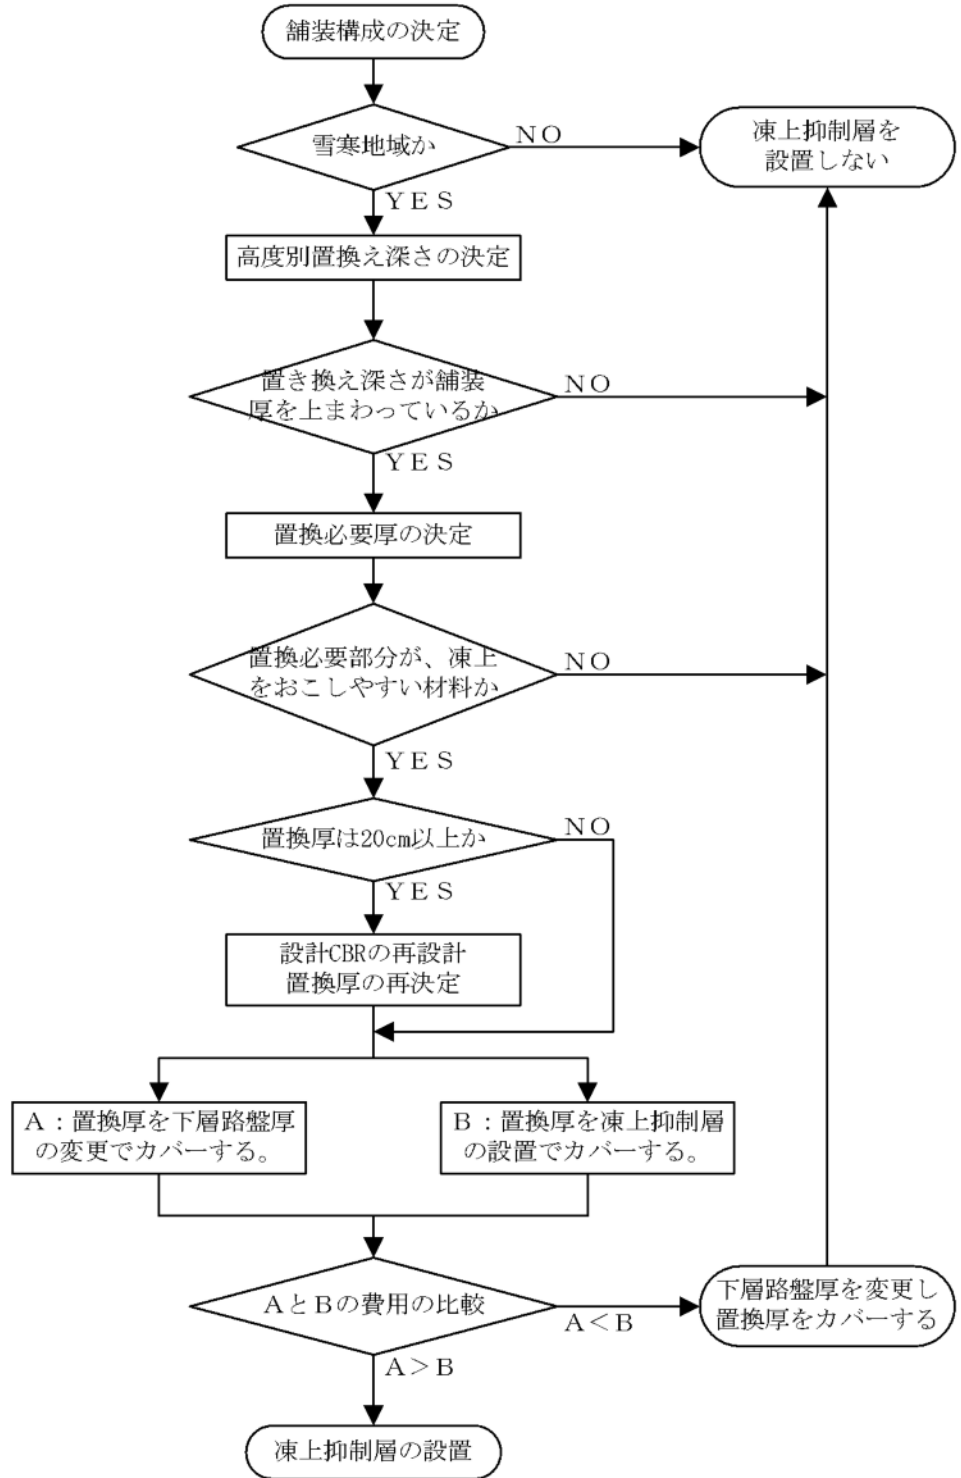 舗装構成の決定
雪寒地域か
NO
凍上抑制層を
設置しない
YES
高度別置換え深さの決定
置き換え深さが舗装
厚を上まわっているか
NO
YES
置換必要厚の決定
置換必要部分が、凍上
をおこしやすい材料か
NO
YES
置換厚は20cm以上か
NO
YES
設計CBRの再設計
置換厚の再決定
A：置換厚を下層路盤厚
の変更でカバーする。
B：置換厚を凍上抑制層
の設置でカバーする。
AとBの費用の比較
A＜B
下層路盤厚を変更し
置換厚をカバーする
A＞B
凍上抑制層の設置